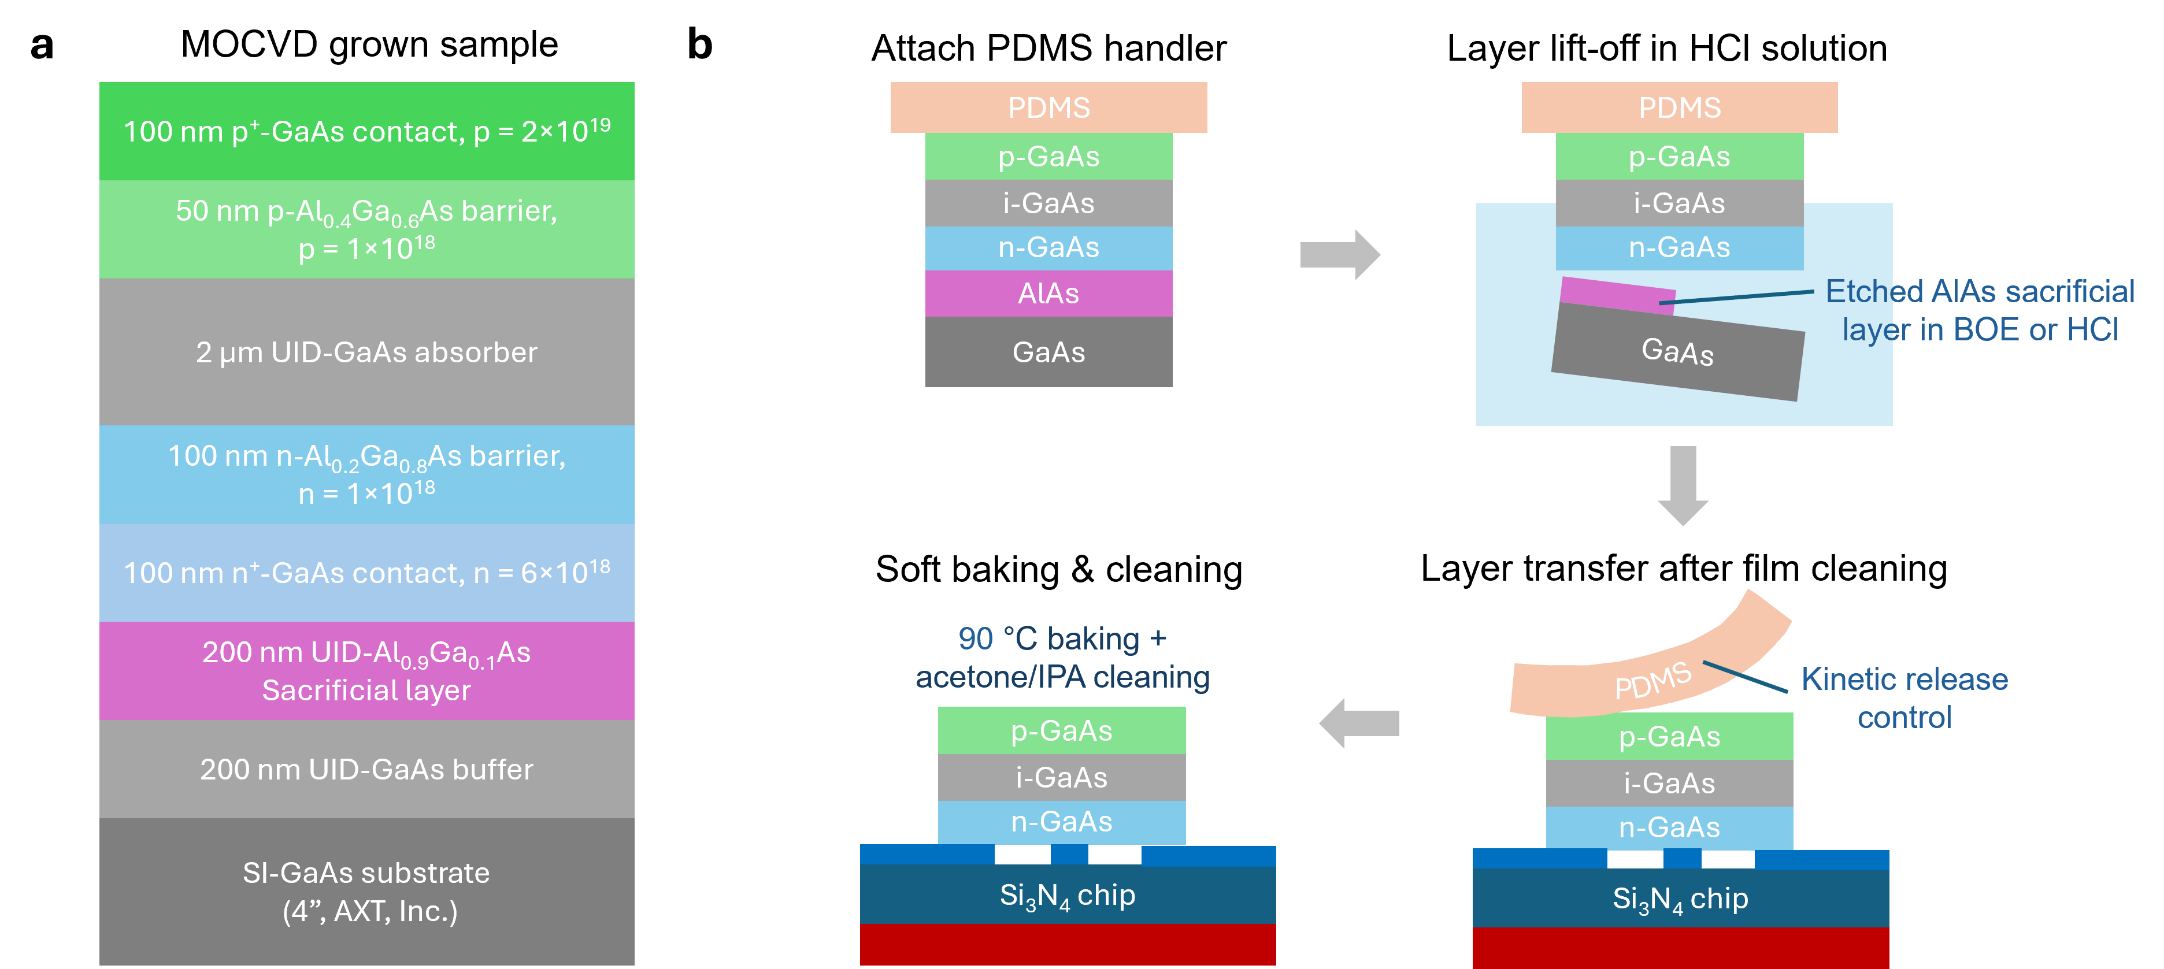 a
MOCVD grown sample
100 nm p⁺-GaAs contact, p = 2×10¹⁹
50 nm p-Al₀.₄Ga₀.₆As barrier,
p = 1×10¹⁸
2 µm UID-GaAs absorber
100 nm n-Al₀.₂Ga₀.₈As barrier,
n = 1×10¹⁸
100 nm n⁺-GaAs contact, n = 6×10¹⁸
200 nm UID-Al₀.₉Ga₀.₁As
Sacrificial layer
200 nm UID-GaAs buffer
SI-GaAs substrate
(4”, AXT, Inc.)
b
Attach PDMS handler
PDMS
p-GaAs
i-GaAs
n-GaAs
AlAs
GaAs
Layer lift-off in HCl solution
PDMS
p-GaAs
i-GaAs
n-GaAs
GaAs
Etched AlAs sacrificial
layer in BOE or HCl
Layer transfer after film cleaning
PDMS
Kinetic release
control
p-GaAs
i-GaAs
n-GaAs
Si₃N₄ chip
Soft baking & cleaning
90 °C baking +
acetone/IPA cleaning
p-GaAs
i-GaAs
n-GaAs
Si₃N₄ chip